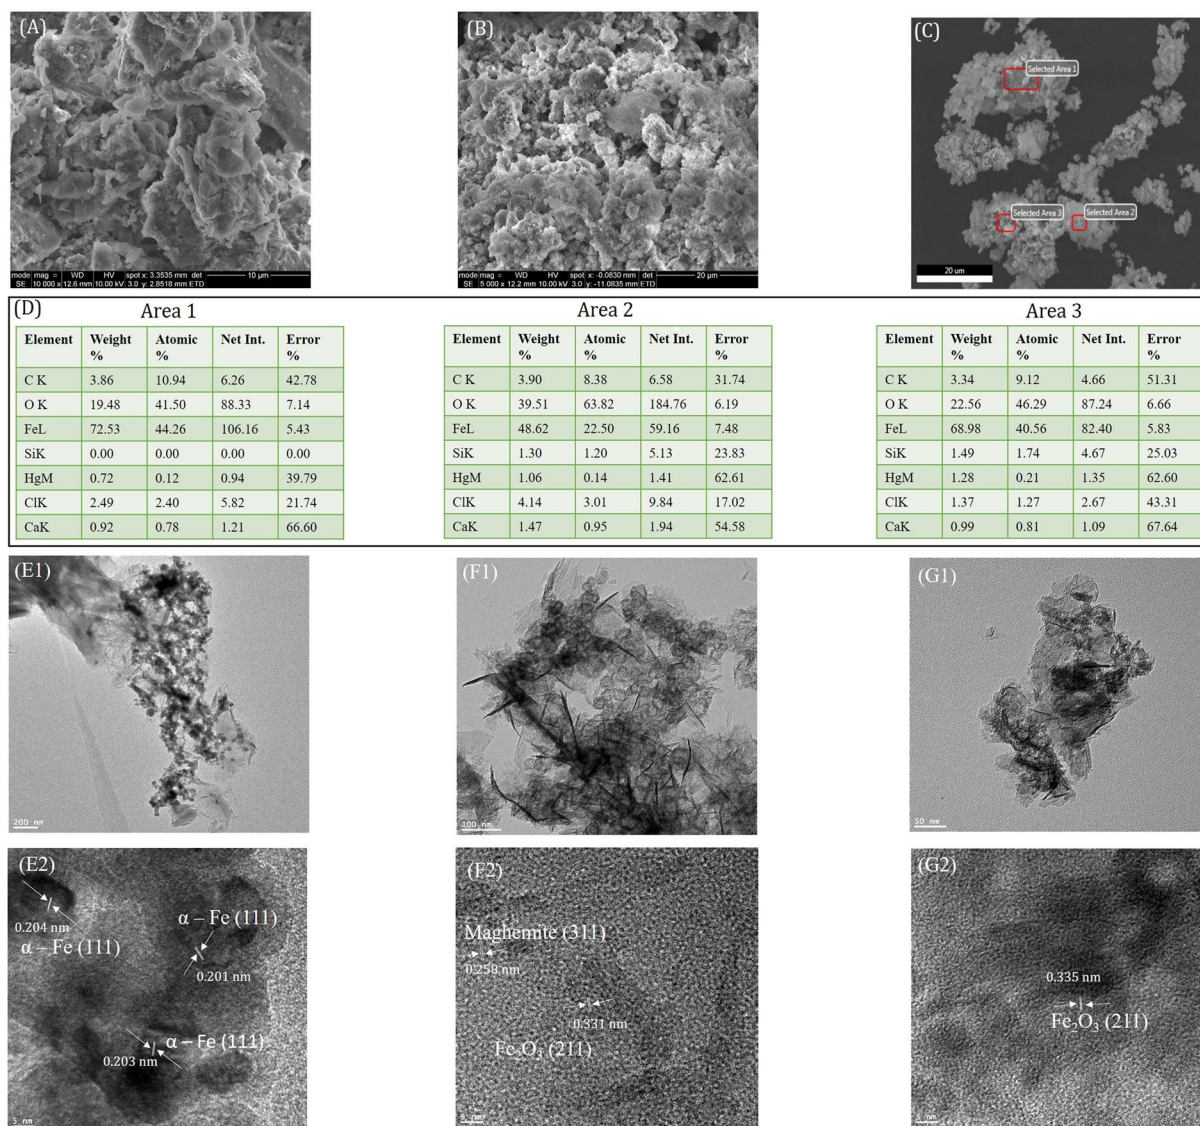 (A)
mode mag = WD HV spot x: 3.3535 mm det 10 µm
SE 10 000 x 12.6 mm 10.00 kV 3.0 y: 2.8518 mm ETD
(B)
mode mag = WD HV spot x: -0.0830 mm det 20 µm
SE 5 000 x 12.2 mm 10.00 kV 3.0 y: -11.0835 mm ETD
(C)
Selected Area 1
Selected Area 3
Selected Area 2
20 um
(D)
Area 1
Element Weight % Atomic % Net Int. Error %
C K 3.86 10.94 6.26 42.78
O K 19.48 41.50 88.33 7.14
FeL 72.53 44.26 106.16 5.43
SiK 0.00 0.00 0.00 0.00
HgM 0.72 0.12 0.94 39.79
ClK 2.49 2.40 5.82 21.74
CaK 0.92 0.78 1.21 66.60
Area 2
Element Weight % Atomic % Net Int. Error %
C K 3.90 8.38 6.58 31.74
O K 39.51 63.82 184.76 6.19
FeL 48.62 22.50 59.16 7.48
SiK 1.30 1.20 5.13 23.83
HgM 1.06 0.14 1.41 62.61
ClK 4.14 3.01 9.84 17.02
CaK 1.47 0.95 1.94 54.58
Area 3
Element Weight % Atomic % Net Int. Error %
C K 3.34 9.12 4.66 51.31
O K 22.56 46.29 87.24 6.66
FeL 68.98 40.56 82.40 5.83
SiK 1.49 1.74 4.67 25.03
HgM 1.28 0.21 1.35 62.60
ClK 1.37 1.27 2.67 43.31
CaK 0.99 0.81 1.09 67.64
(E1)
200 nm
(F1)
100 nm
(G1)
50 nm
(E2)
0.204 nm
α – Fe (111)
α – Fe (111)
0.201 nm
α – Fe (111)
0.203 nm
5 nm
(F2)
Maghemite (311)
0.258 nm
0.331 nm
Fe₂O₃ (211)
5 nm
(G2)
0.335 nm
Fe₂O₃ (211)
5 nm